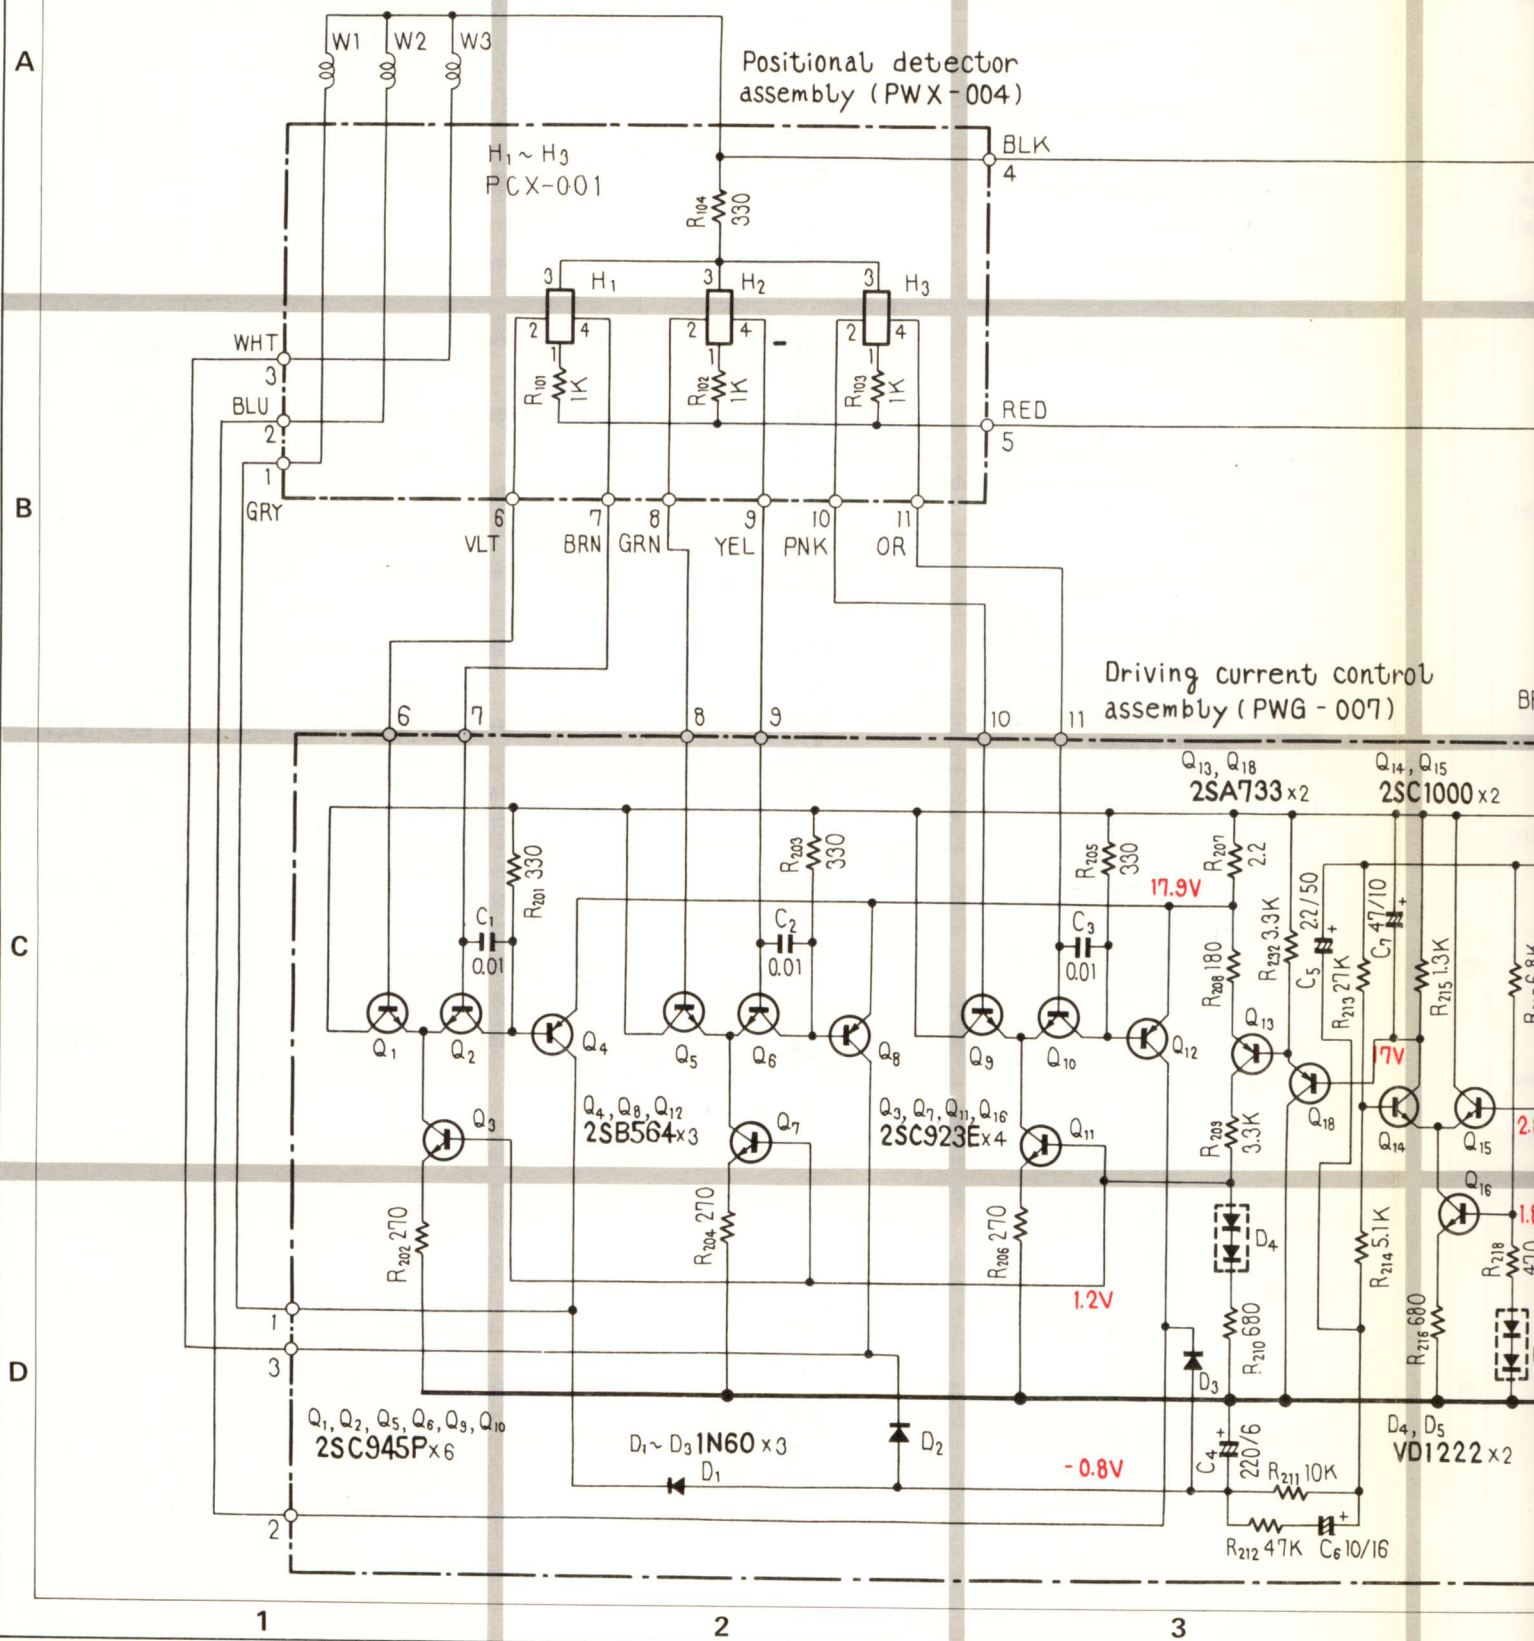 A
W1 W2 W3
Positional detector
assembly (PWX-004)
H₁~H₃
PCX-001
BLK
4
R₁₀₄ 330
3 H₁ 3 H₂ 3 H₃
2 4 2 4 2 4
1 1 1
R₁₀₁ 1K R₁₀₂ 1K R₁₀₃ 1K
WHT
3
BLU
2
1
GRY
RED
5
B
6 7 8 9 10 11
VLT BRN GRN YEL PNK OR
Driving current control
assembly (PWG-007)
6 7 8 9 10 11
Q₁₃, Q₁₈
2SA733×2
Q₁₄, Q₁₅
2SC1000×2
R₂₀₁ 330
R₂₀₃ 330
R₂₀₅ 330
R₂₀₇ 2.2
17.9V
C
C₁ 0.01
C₂ 0.01
C₃ 0.01
R₂₀₈ 180
R₂₃₂ 3.3K
C₅ 2.2/50 +
R₂₁₃ 27K
C₇ 47/10 +
R₂₁₅ 1.3K
Q₁ Q₂ Q₄ Q₅ Q₆ Q₈ Q₉ Q₁₀ Q₁₂ Q₁₃
17V
Q₃ Q₇ Q₁₁ Q₁₈ Q₁₄ Q₁₅
Q₄, Q₈, Q₁₂
2SB564×3
Q₃, Q₇, Q₁₁, Q₁₆
2SC923E×4
R₂₀₉ 3.3K
Q₁₆
R₂₀₂ 270
R₂₀₄ 270
R₂₀₆ 270
D₄
R₂₁₄ 5.1K
R₂₁₈
1.2V
1
3
R₂₁₀ 680
R₂₁₆ 680
D
D₃
Q₁, Q₂, Q₅, Q₆, Q₉, Q₁₀
2SC945P×6
D₁~D₃ 1N60×3
D₁
D₂
-0.8V
C₄ 220/6 +
R₂₁₁ 10K
D₄, D₅
VD1222×2
2
R₂₁₂ 47K C₆ 10/16 +
1 2 3